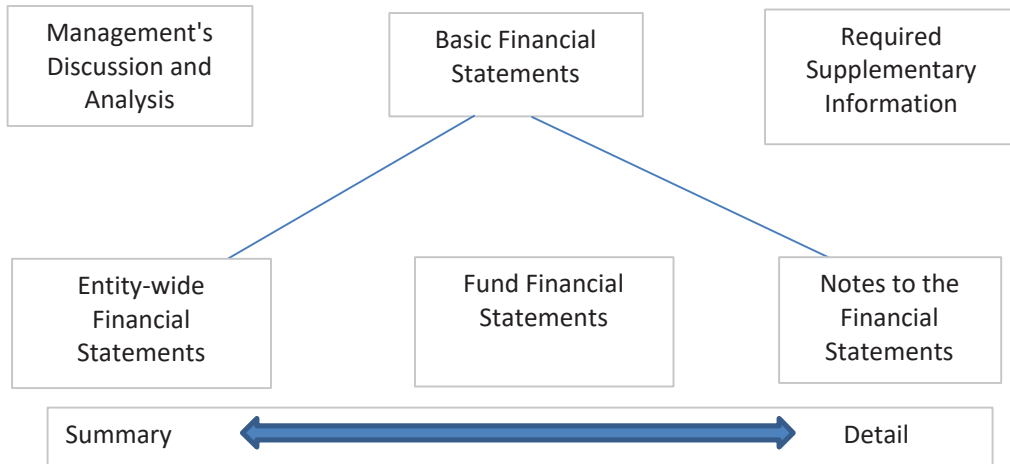 Management's
Discussion and
Analysis
Basic Financial
Statements
Required
Supplementary
Information
Entity-wide
Financial
Statements
Fund Financial
Statements
Notes to the
Financial
Statements
Summary
Detail